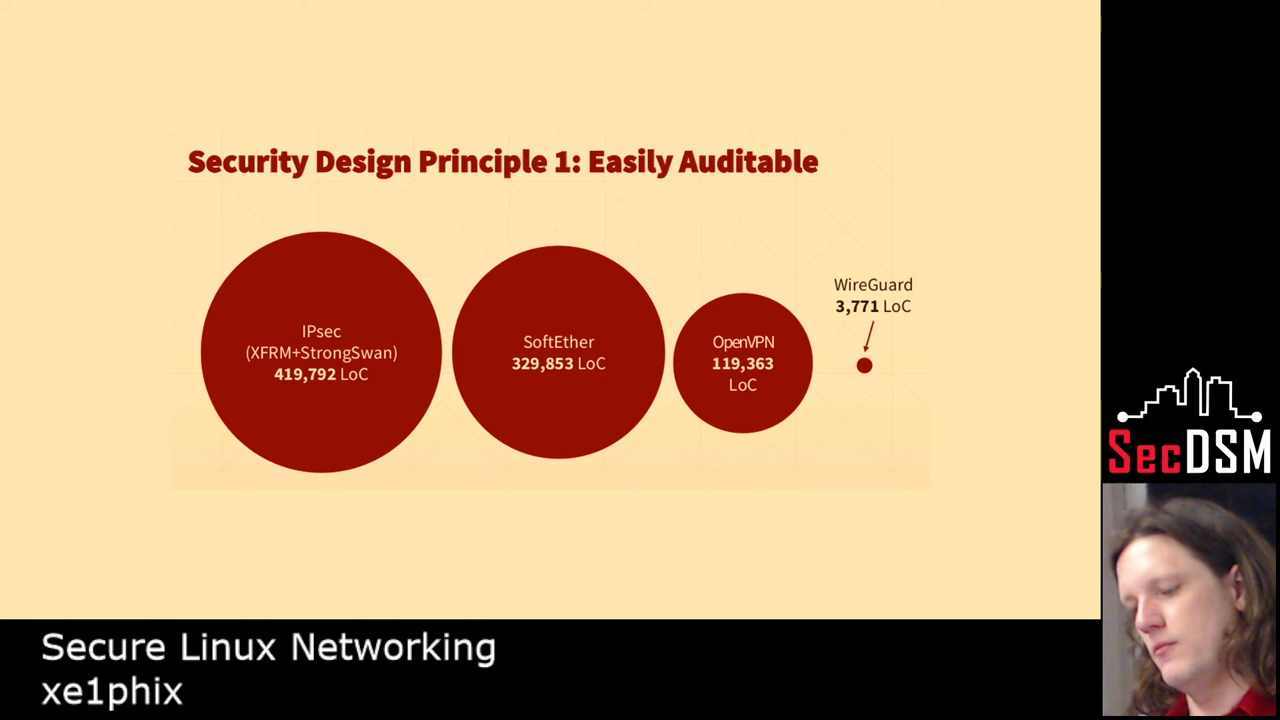 Security Design Principle 1: Easily Auditable
IPsec
(XFRM+StrongSwan)
419,792 LoC
SoftEther
329,853 LoC
OpenVPN
119,363
LoC
WireGuard
3,771 LoC
SecDSM
Secure Linux Networking
xe1phix